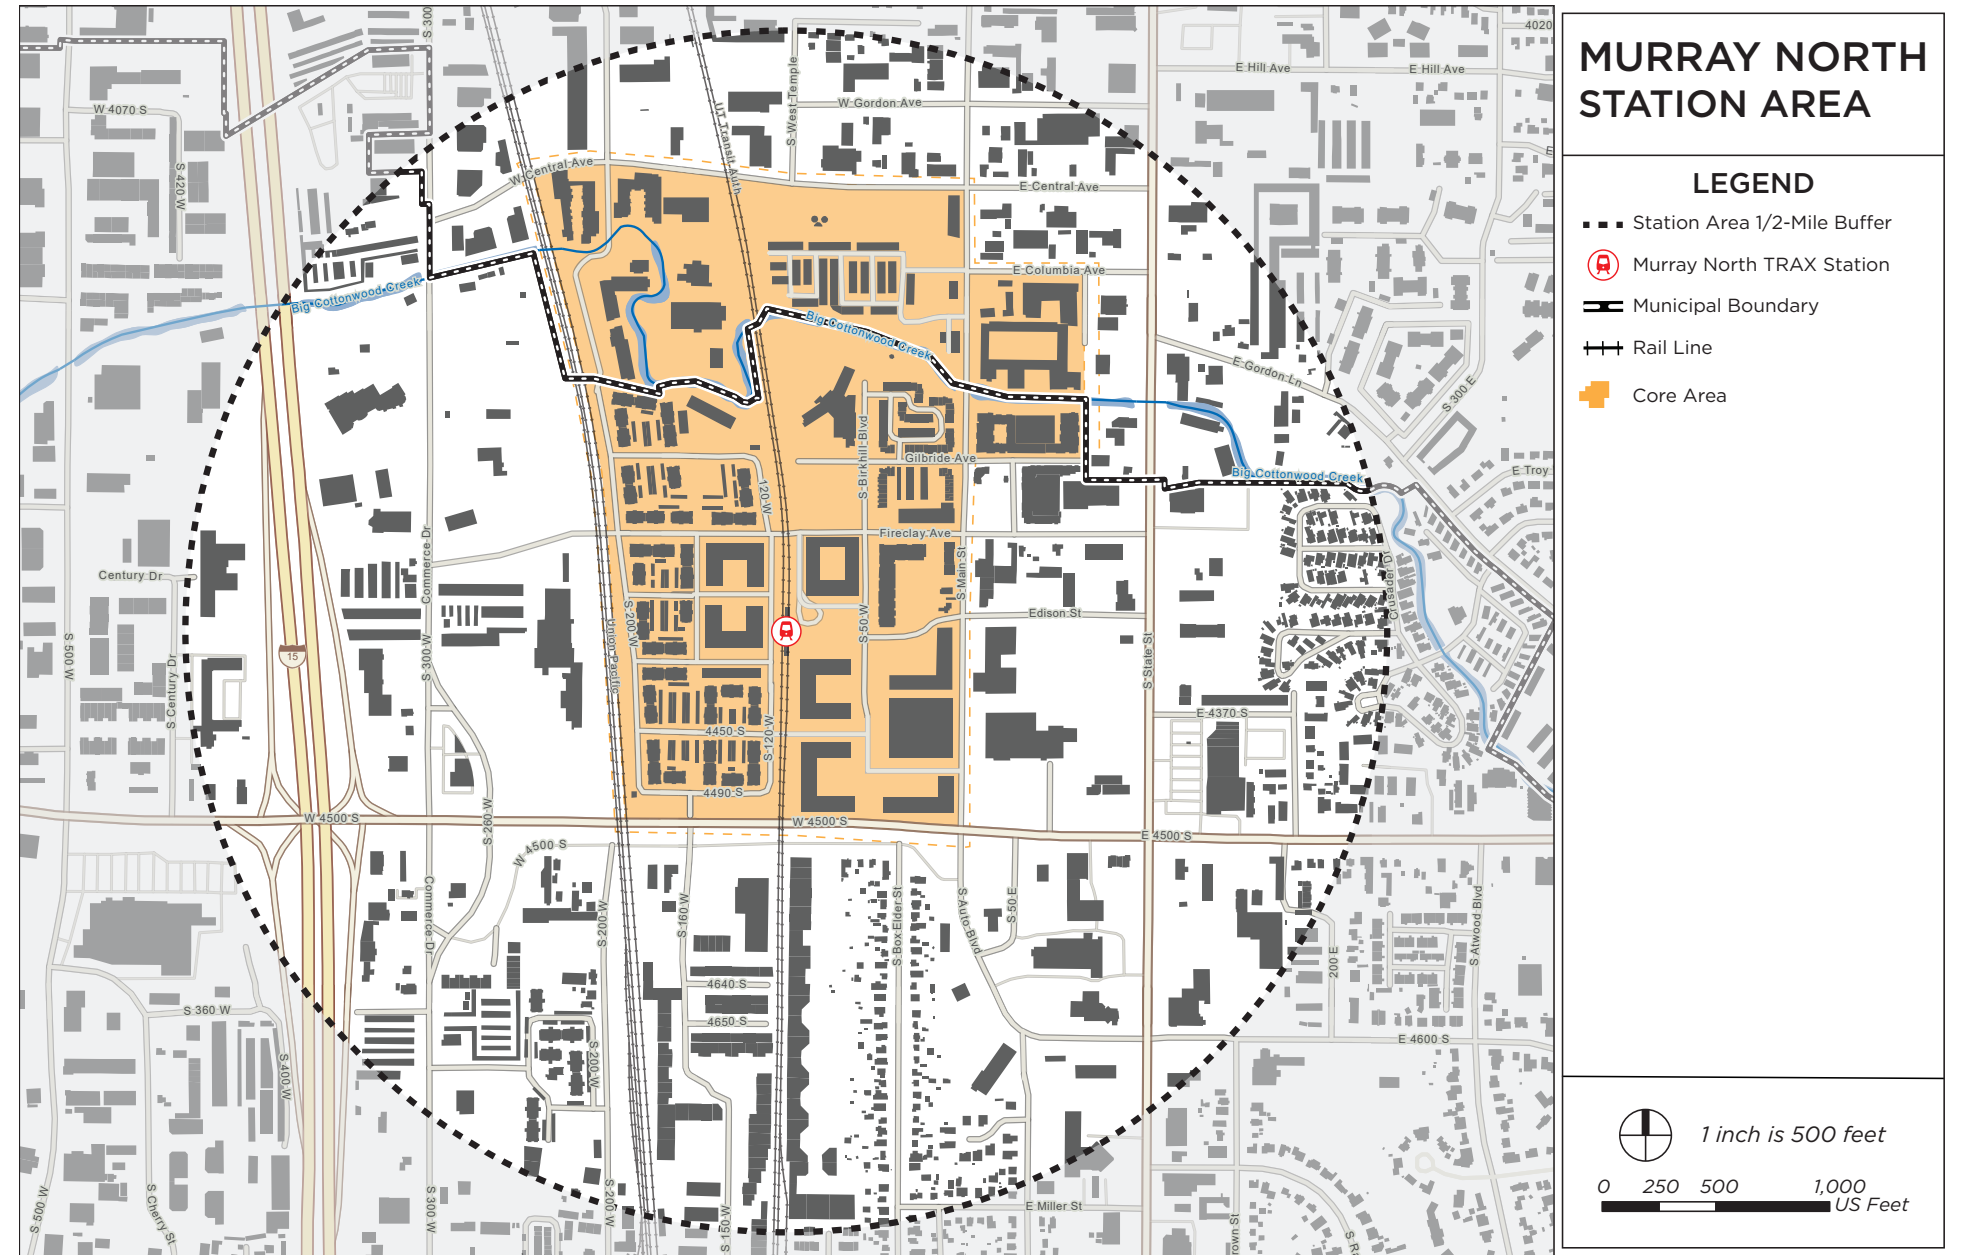 MURRAY NORTH
STATION AREA
LEGEND
Station Area 1/2-Mile Buffer
Murray North TRAX Station
Municipal Boundary
Rail Line
Core Area
1 inch is 500 feet
0 250 500 1,000
US Feet
S 300
4020
E Hill Ave
E Hill Ave
W 4070 S
W Gordon Ave
S West Temple
UT Transit Auth
S 420 W
W Central Ave
E Central Ave
E Columbia Ave
Big Cottonwood Creek
Big Cottonwood Creek
E Gordon Ln
S 300 E
S Birkhill Blvd
Gilbride Ave
Big Cottonwood Creek
E Troy
120 W
Commerce Dr
Fireclay Ave
S Main St
Century Dr
Crusader Dr
S 200 W
S 50 W
Edison St
Union Pacific
S 500 W
15
S 300 W
S State St
S Century Dr
E 4370 S
4450 S
S 120 W
4490 S
W 4500 S
W 4500 S
E 4500 S
S 260 W
W 4500 S
Commerce Dr
S 200 W
S 160 W
S Box Elder St
S Auto Blvd
S 50 E
200 E
S Atwood Blvd
4640 S
4650 S
S 360 W
E 4600 S
S 400 W
S 200 W
S 500 W
S Cherry St
S 300 W
S 200 W
S 150 W
E Miller St
rown St
S Ra